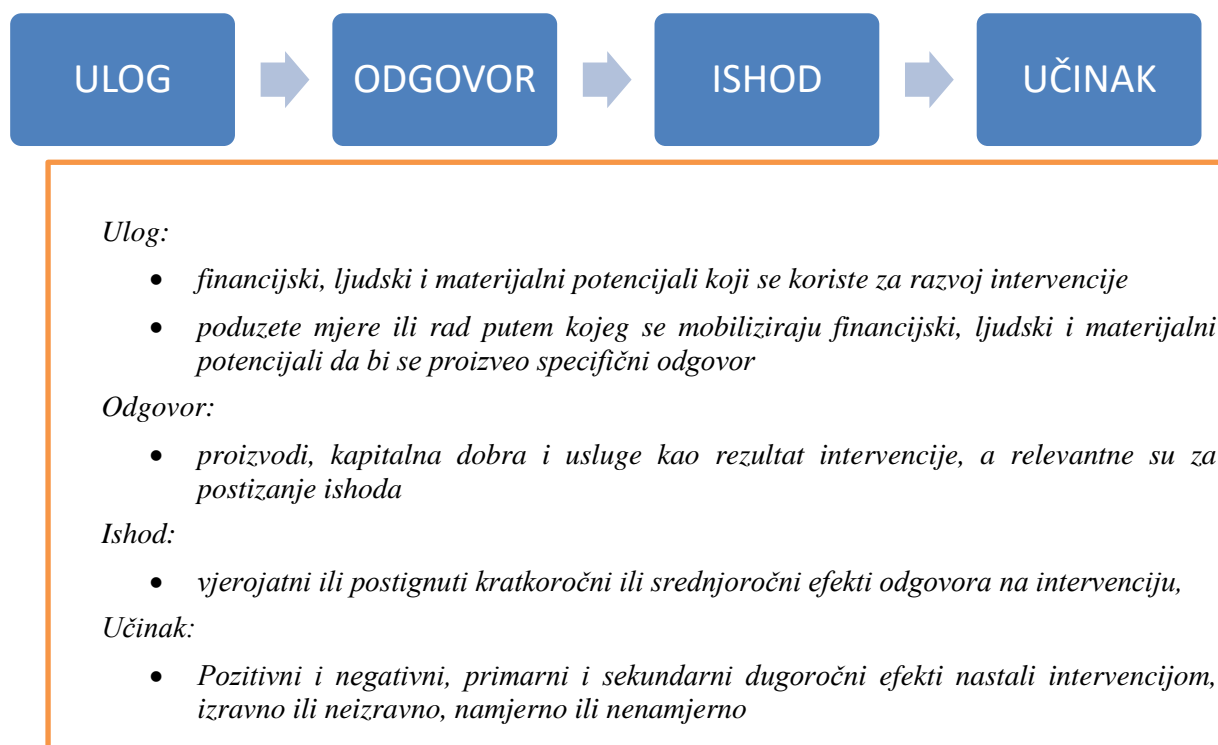 ULOG ODGOVOR ISHOD UČINAK
Ulog:
• financijski, ljudski i materijalni potencijali koji se koriste za razvoj intervencije
• poduzete mjere ili rad putem kojeg se mobiliziraju financijski, ljudski i materijalni
potencijali da bi se proizveo specifični odgovor
Odgovor:
• proizvodi, kapitalna dobra i usluge kao rezultat intervencije, a relevantne su za
postizanje ishoda
Ishod:
• vjerojatni ili postignuti kratkoročni ili srednjoročni efekti odgovora na intervenciju,
Učinak:
• Pozitivni i negativni, primarni i sekundarni dugoročni efekti nastali intervencijom,
izravno ili neizravno, namjerno ili nenamjerno